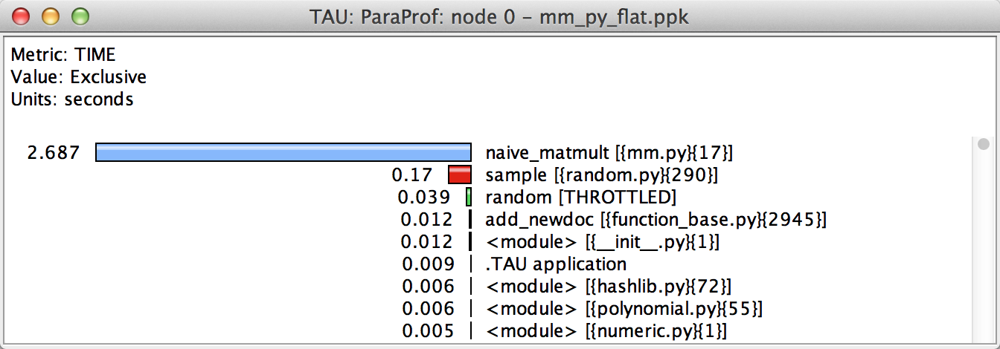 TAU: ParaProf: node 0 – mm_py_flat.ppk
Metric: TIME
Value: Exclusive
Units: seconds
2.687 naive_matmult [{mm.py}{17}]
0.17 sample [{random.py}{290}]
0.039 random [THROTTLED]
0.012 add_newdoc [{function_base.py}{2945}]
0.012 <module> [{__init__.py}{1}]
0.009 .TAU application
0.006 <module> [{hashlib.py}{72}]
0.006 <module> [{polynomial.py}{55}]
0.005 <module> [{numeric.py}{1}]